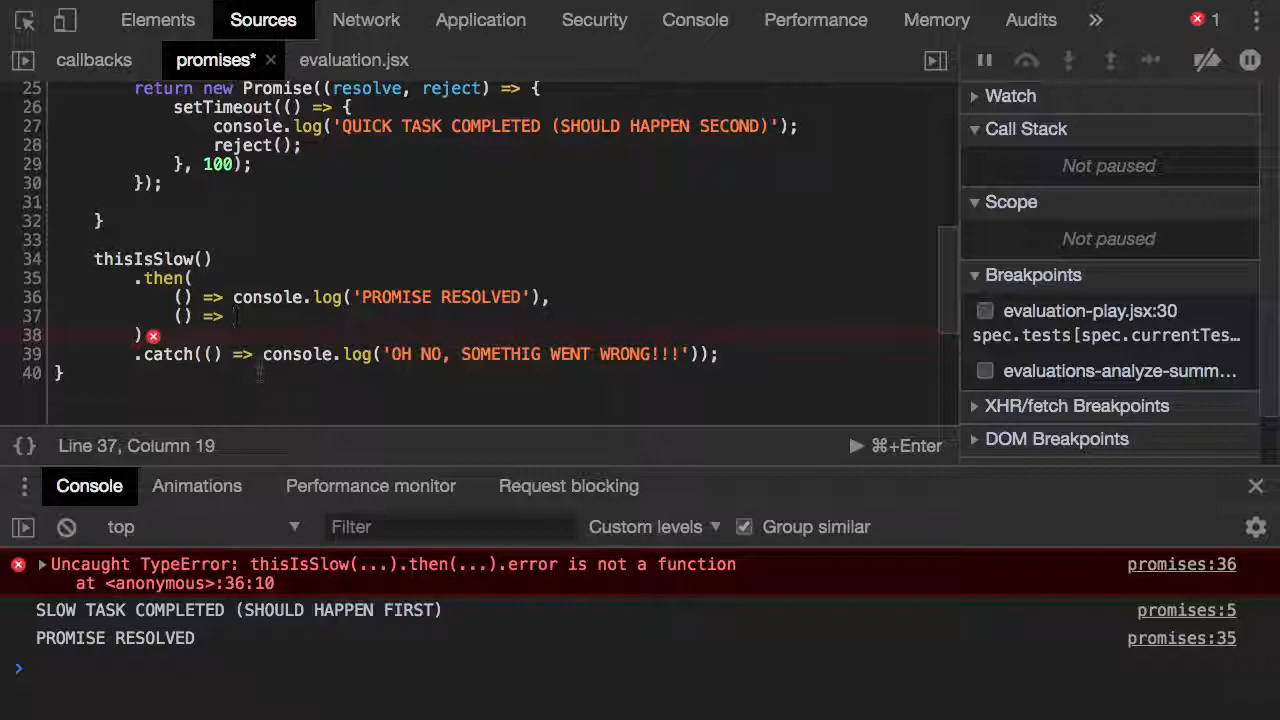 Elements Sources Network Application Security Console Performance Memory Audits » 1
callbacks promises* × evaluation.jsx
25 return new Promise((resolve, reject) => {
26 setTimeout(() => {
27 console.log('QUICK TASK COMPLETED (SHOULD HAPPEN SECOND)');
28 reject();
29 }, 100);
30 });
31
32 }
33
34 thisIsSlow()
35 .then(
36 () => console.log('PROMISE RESOLVED'),
37 () =>
38 )
39 .catch(() => console.log('OH NO, SOMETHIG WENT WRONG!!!'));
40 }
{} Line 37, Column 19 ⌘+Enter
Watch
Call Stack
Not paused
Scope
Not paused
Breakpoints
evaluation-play.jsx:30
spec.tests[spec.currentTes…
evaluations-analyze-summ…
XHR/fetch Breakpoints
DOM Breakpoints
Console Animations Performance monitor Request blocking
top Filter Custom levels Group similar
Uncaught TypeError: thisIsSlow(...).then(...).error is not a function promises:36
at <anonymous>:36:10
SLOW TASK COMPLETED (SHOULD HAPPEN FIRST) promises:5
PROMISE RESOLVED promises:35
>